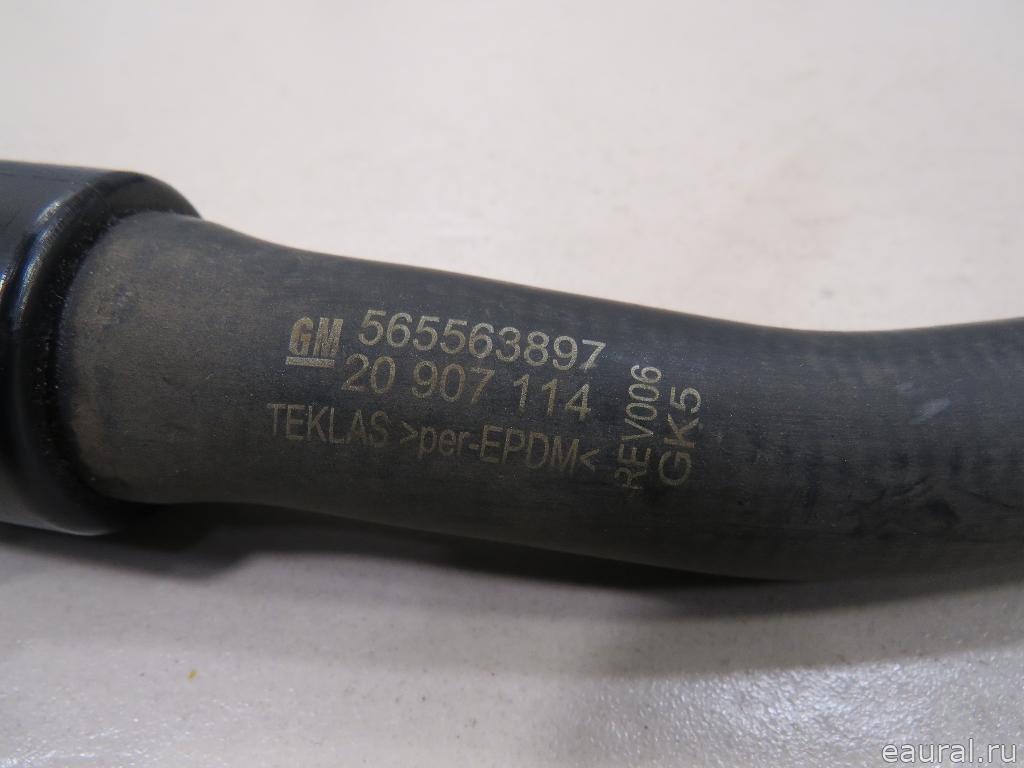 GM 565563897
20 907 114
TEKLAS >per-EPDM<
REV006
GK5
eaural.ru